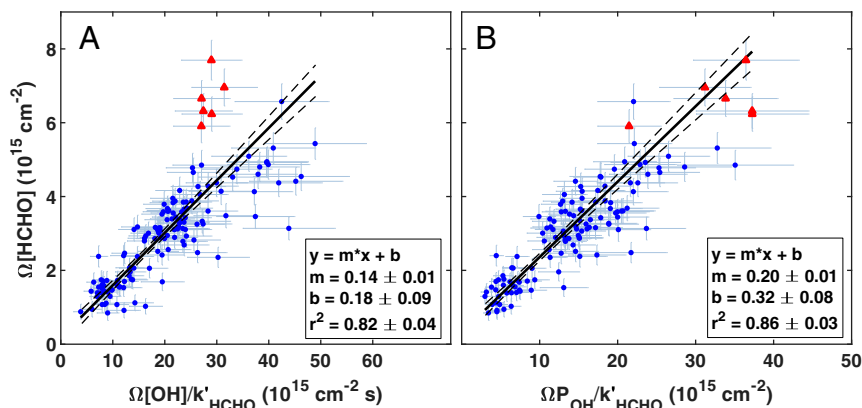 A
B
Ω[HCHO] (10^15 cm^-2)
8
6
4
2
0
y = m*x + b
m = 0.14 ± 0.01
b = 0.18 ± 0.09
r^2 = 0.82 ± 0.04
y = m*x + b
m = 0.20 ± 0.01
b = 0.32 ± 0.08
r^2 = 0.86 ± 0.03
0 10 20 30 40 50 60
10 20 30 40 50
Ω[OH]/k'_HCHO (10^15 cm^-2 s)
ΩP_OH/k'_HCHO (10^15 cm^-2)